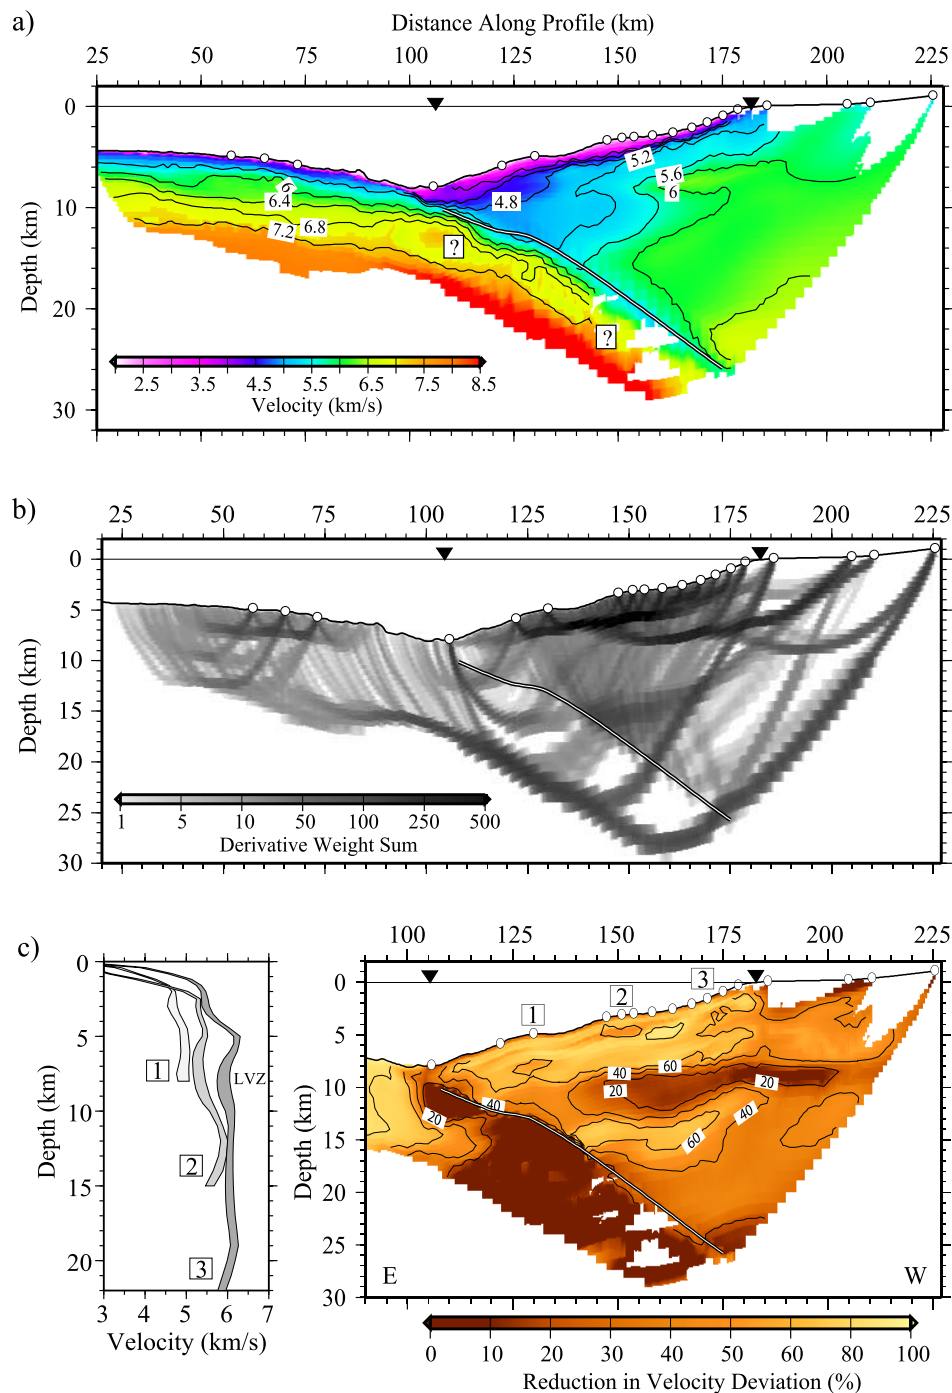 a)
Distance Along Profile (km)
25 50 75 100 125 150 175 200 225
0
10
20
30
Depth (km)
5.2
5.6
6
4.8
6
6.4
6.8
7.2
?
?
2.5 3.5 4.5 5.5 6.5 7.5 8.5
Velocity (km/s)
b)
25 50 75 100 125 150 175 200 225
0
5
10
15
20
25
30
Depth (km)
1 5 10 50 100 250 500
Derivative Weight Sum
c)
0
5
10
15
20
Depth (km)
1
LVZ
2
3
3 4 5 6 7
Velocity (km/s)
100 125 150 175 200 225
0
5
10
15
20
25
30
Depth (km)
1
2
3
60
40
20
20
40
20
40
60
E
W
0 10 20 30 40 50 60 80 100
Reduction in Velocity Deviation (%)